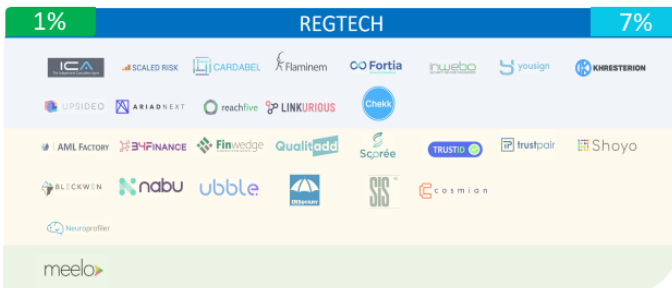 1% REGTECH 7%
ICA SCALED RISK CARDABEL Flaminem Fortia inwebo yousign KHRESTERION
UPSIDEO ARIADNEXT reachfive LINKURIOUS Chekk
AML FACTORY B4FINANCE Finwedge Qualitadd Scorée TRUSTID trustpair Shoyo
BLECKWEN nabu ubble INSQUARY SIS cosmian
Neuroprofiler
meelo